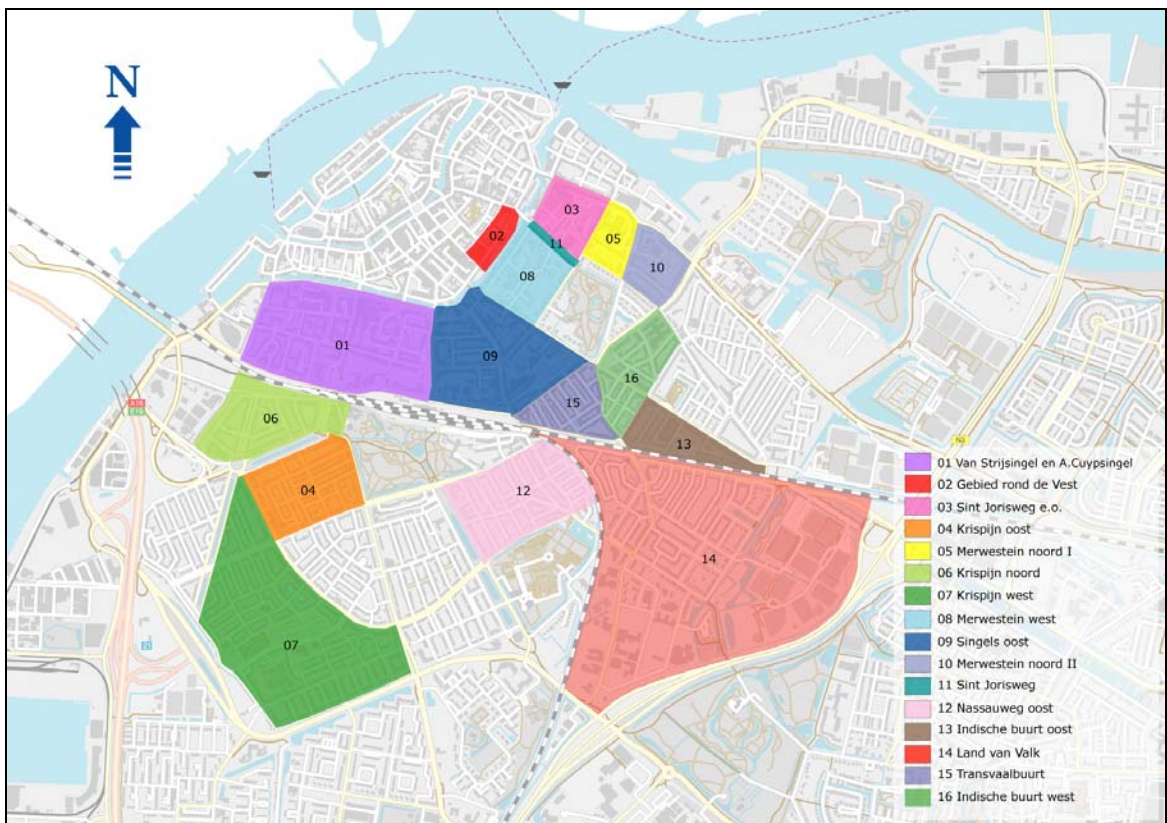 N
03
02
11
05
08
10
01
09
16
15
06
13
04
12
14
07
01 Van Strijsingel en A.Cuypsingel
02 Gebied rond de Vest
03 Sint Jorisweg e.o.
04 Krispijn oost
05 Merwestein noord I
06 Krispijn noord
07 Krispijn west
08 Merwestein west
09 Singels oost
10 Merwestein noord II
11 Sint Jorisweg
12 Nassauweg oost
13 Indische buurt oost
14 Land van Valk
15 Transvaalbuurt
16 Indische buurt west